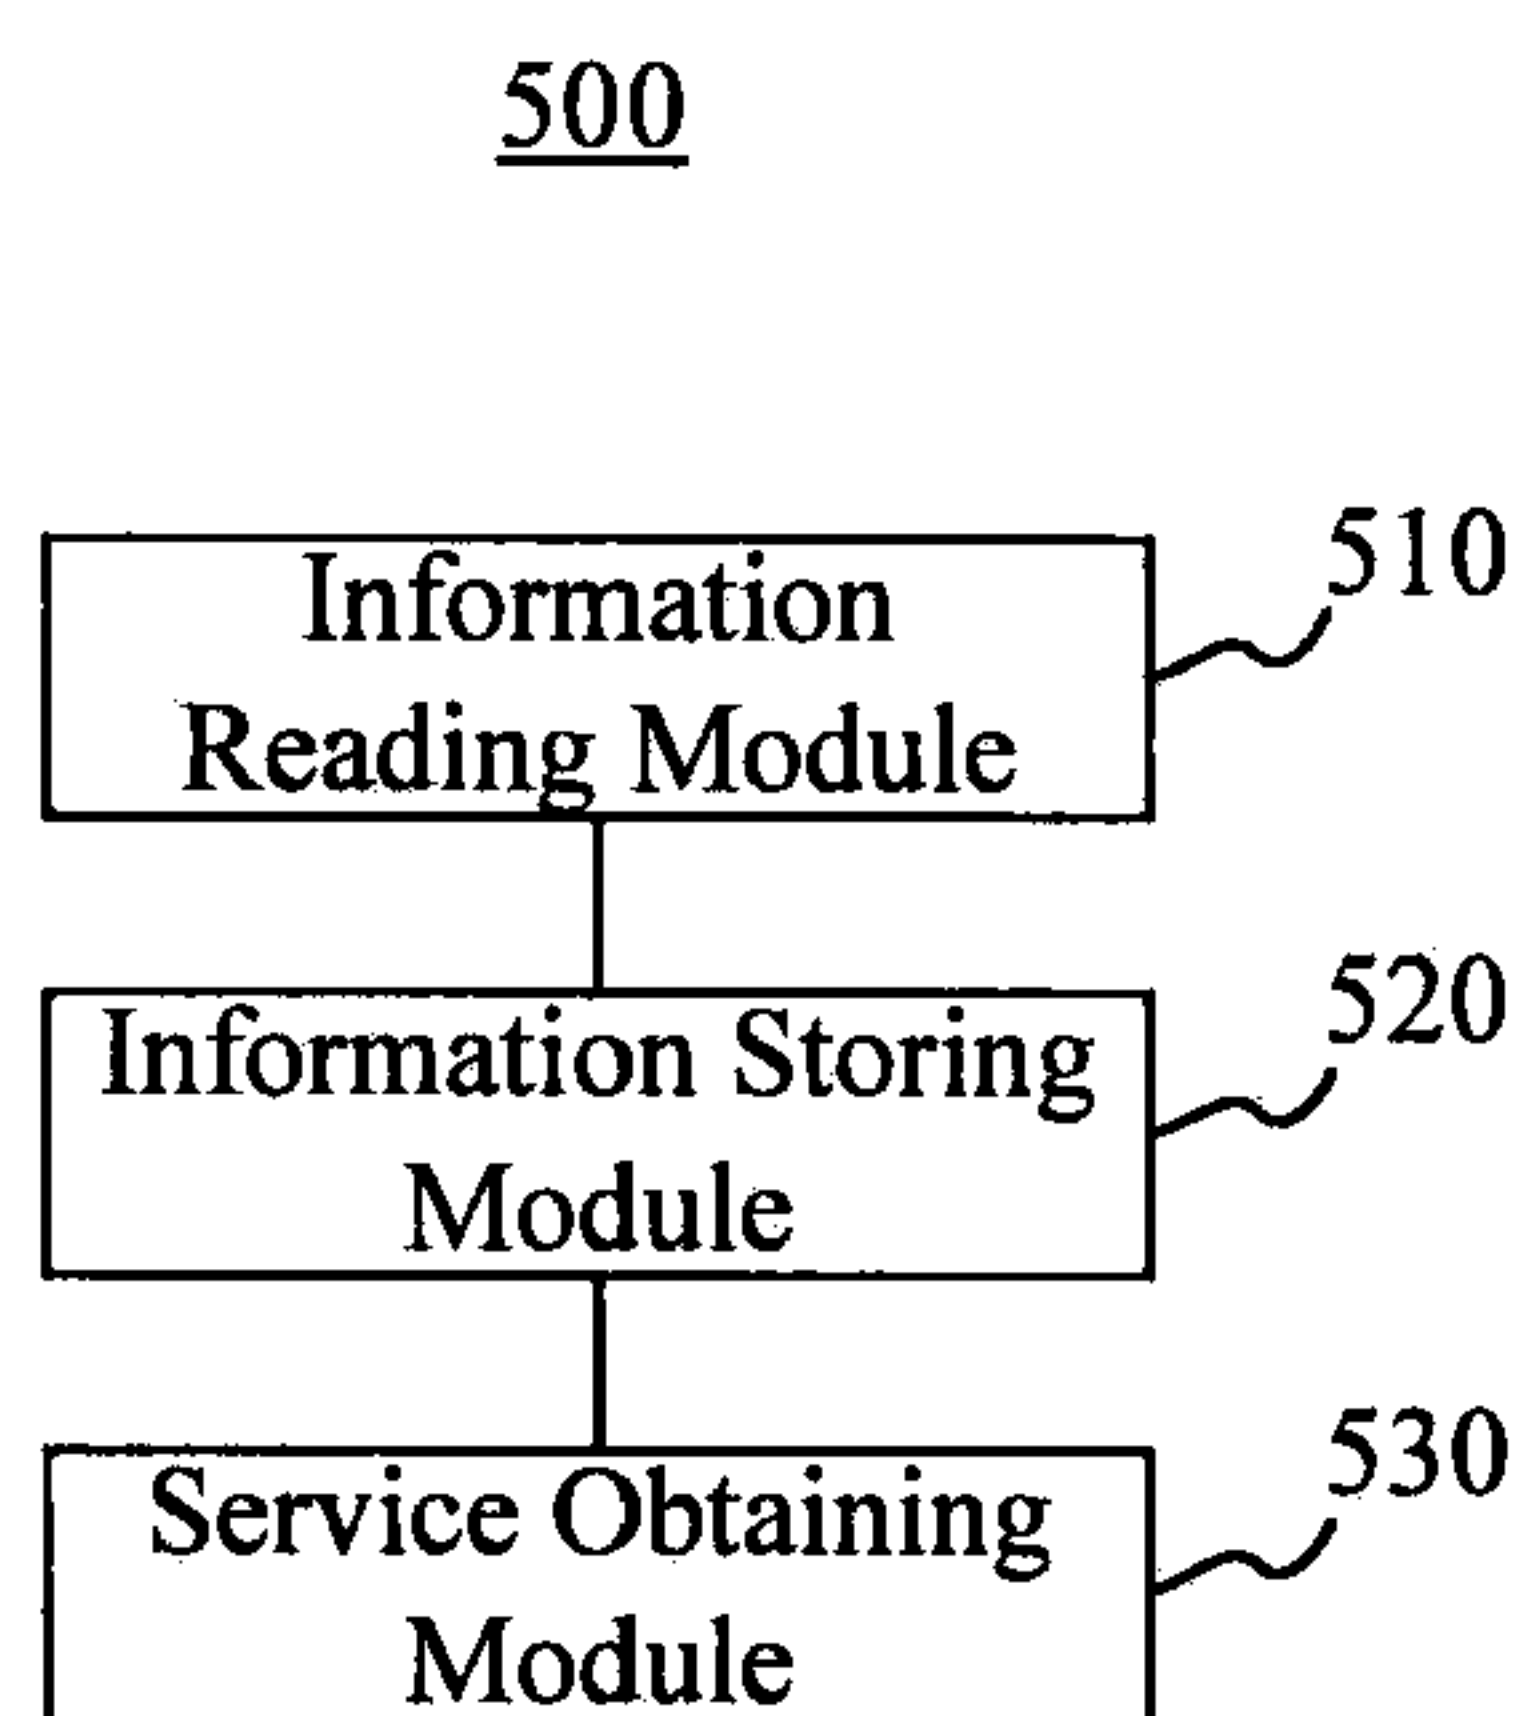 500
510
Information
Reading Module
520
Information Storing
Module
530
Service Obtaining
Module